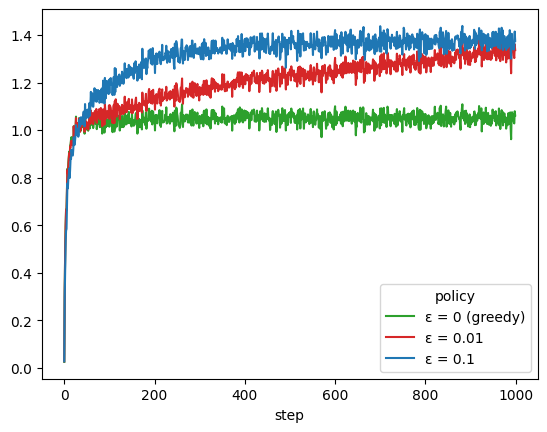 1.4
1.2
1.0
0.8
0.6
0.4
0.2
0.0
0 200 400 600 800 1000
step
policy
ε = 0 (greedy)
ε = 0.01
ε = 0.1